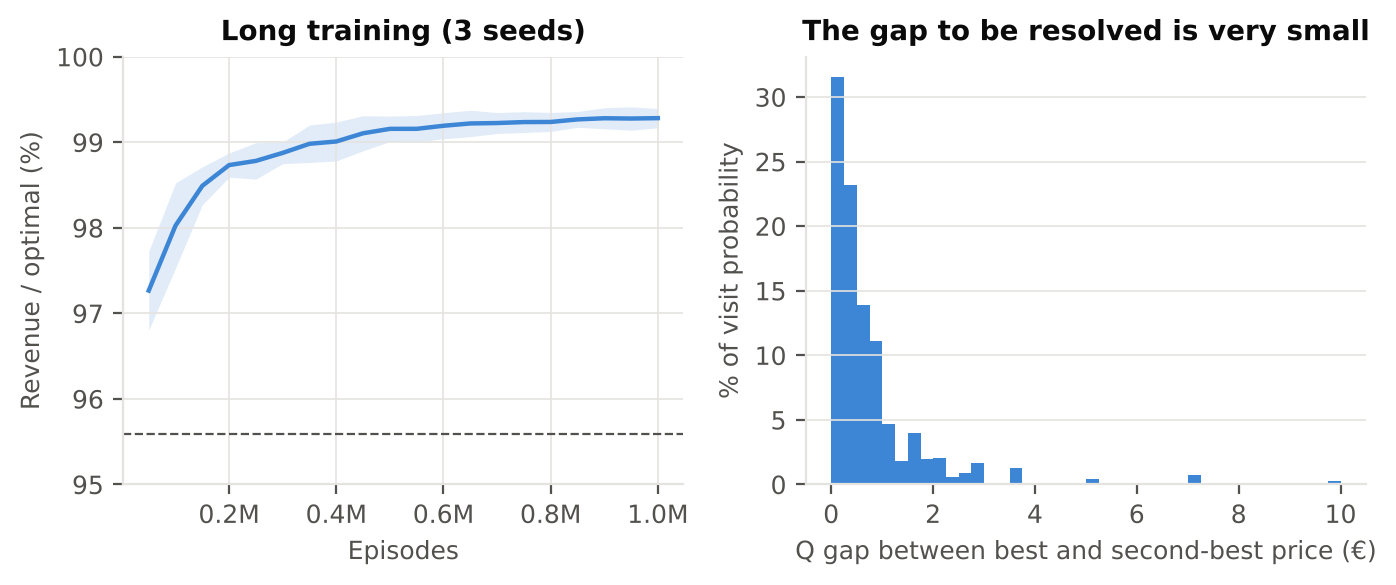 Long training (3 seeds)
100
99
98
97
96
95
Revenue / optimal (%)
0.2M 0.4M 0.6M 0.8M 1.0M
Episodes
The gap to be resolved is very small
30
25
20
15
10
5
0
% of visit probability
0 2 4 6 8 10
Q gap between best and second-best price (€)